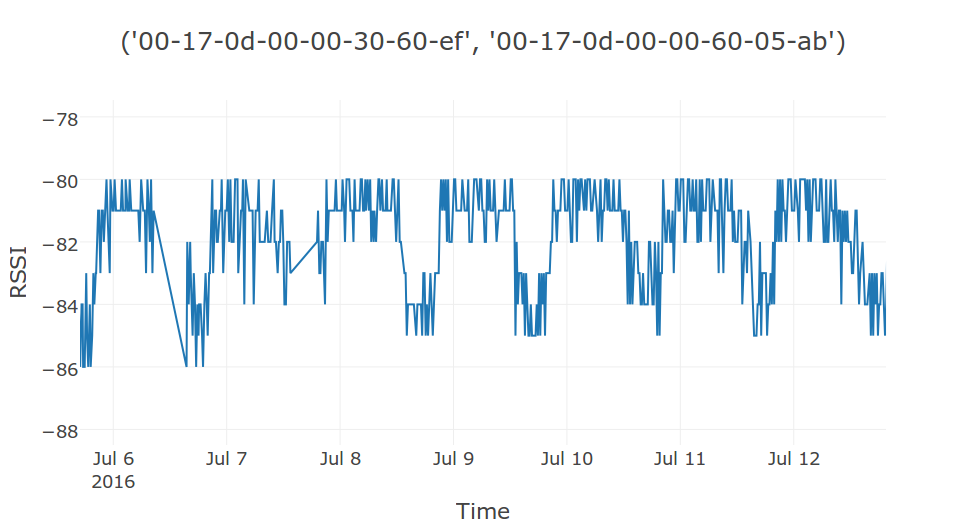 ('00-17-0d-00-00-30-60-ef', '00-17-0d-00-00-60-05-ab')
−78
−80
−82
−84
−86
−88
RSSI
Jul 6
2016
Jul 7
Jul 8
Jul 9
Jul 10
Jul 11
Jul 12
Time